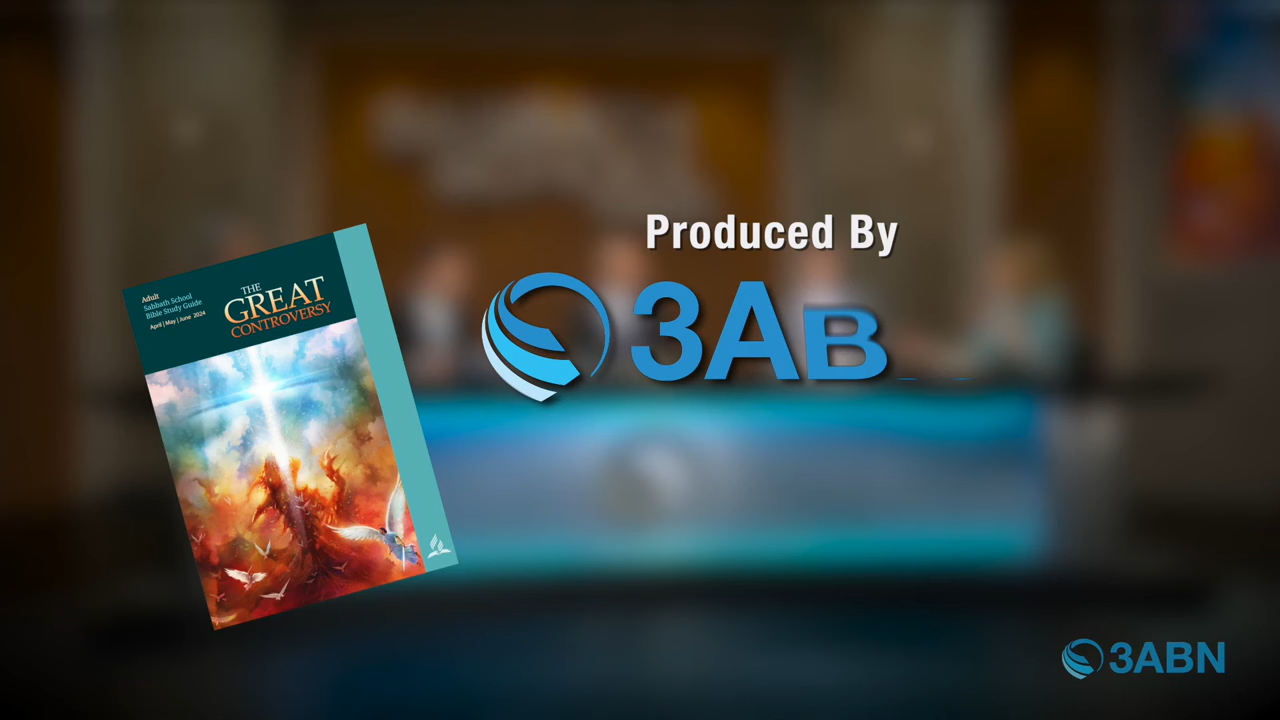 Adult
Sabbath School
Bible Study Guide
April | May | June 2024
THE
GREAT
CONTROVERSY
Produced By
3AB
3ABN